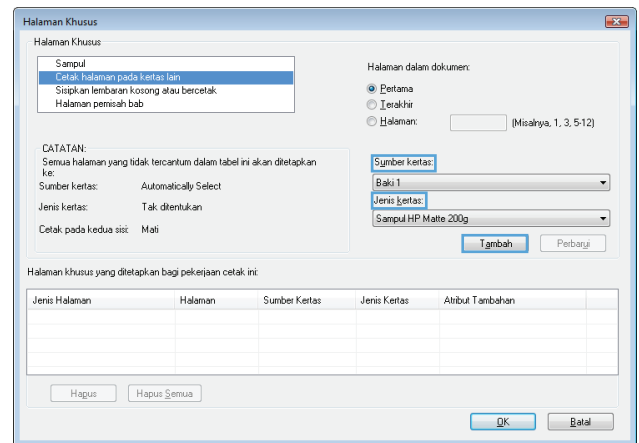 Halaman Khusus
Halaman Khusus
Sampul
Cetak halaman pada kertas lain
Sisipkan lembaran kosong atau bercetak
Halaman pemisah bab
Halaman dalam dokumen:
Pertama
Terakhir
Halaman: (Misalnya, 1, 3, 5-12)
CATATAN:
Semua halaman yang tidak tercantum dalam tabel ini akan ditetapkan
ke:
Sumber kertas: Automatically Select
Jenis kertas: Tak ditentukan
Cetak pada kedua sisi: Mati
Sumber kertas:
Baki 1
Jenis kertas:
Sampul HP Matte 200g
Tambah Perbarui
Halaman khusus yang ditetapkan bagi pekerjaan cetak ini:
Jenis Halaman Halaman Sumber Kertas Jenis Kertas Atribut Tambahan
Hapus Hapus Semua
OK Batal